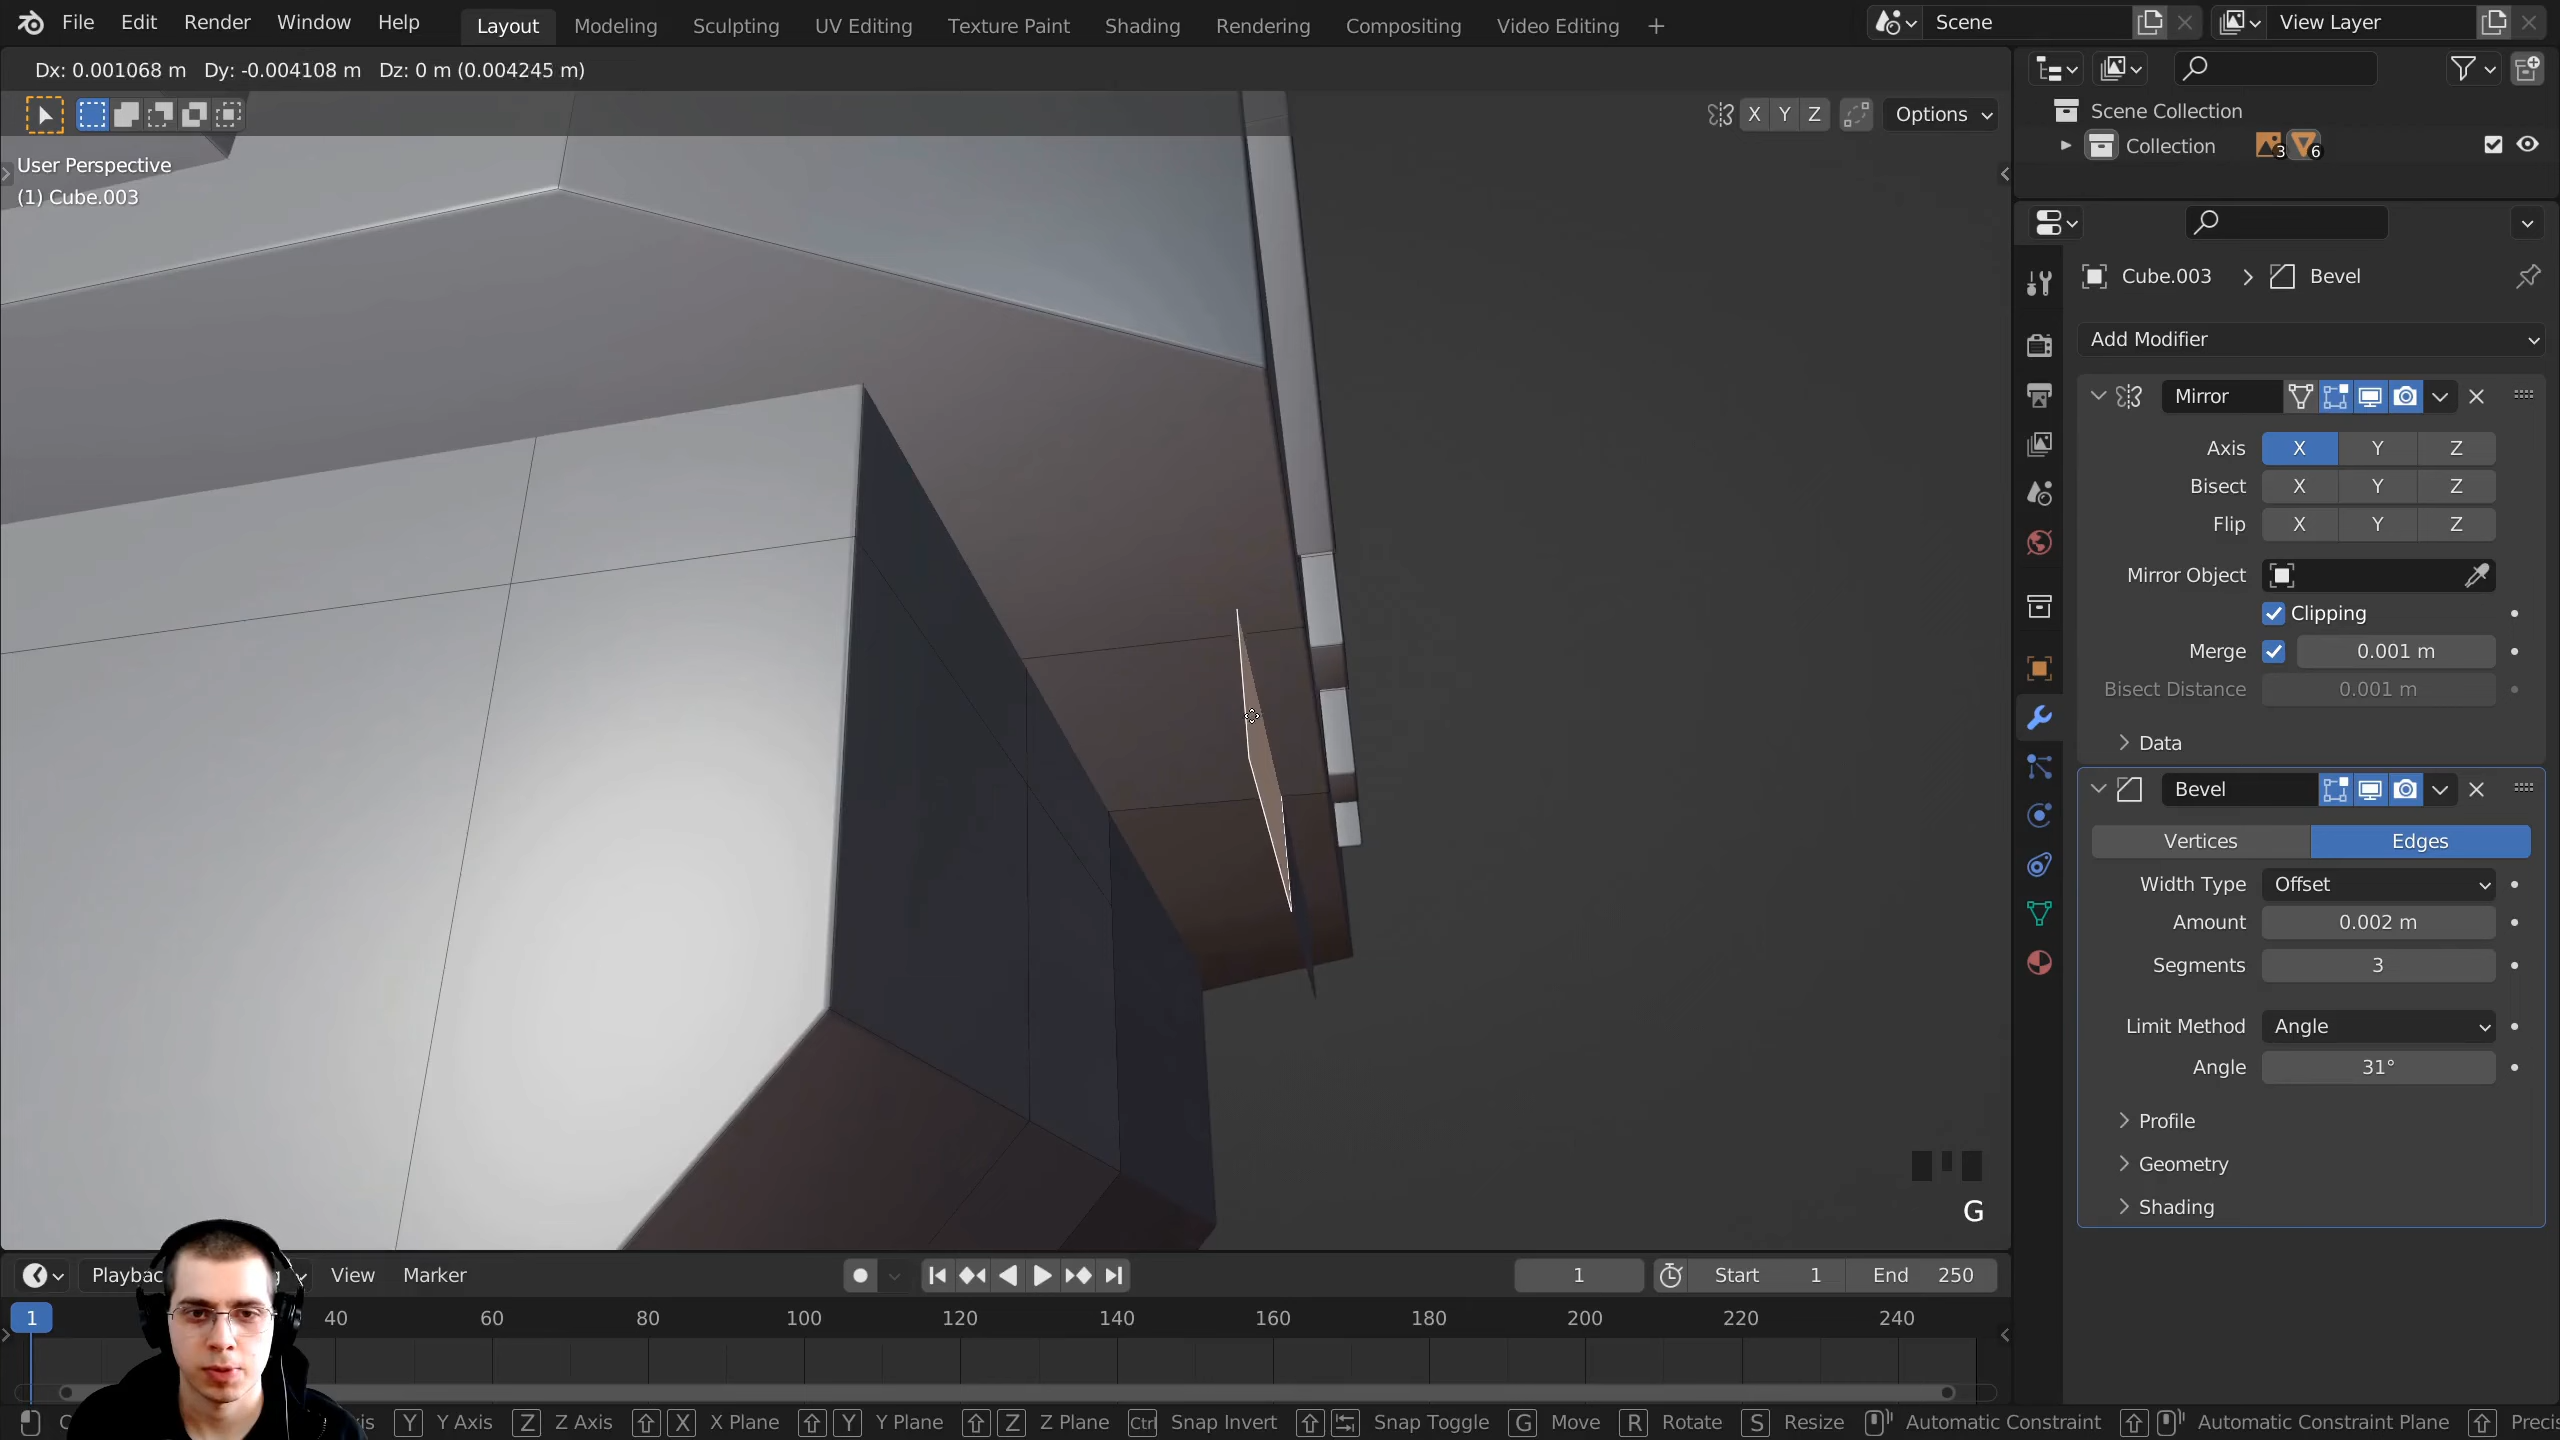 File Edit Render Window Help Layout Modeling Sculpting UV Editing Texture Paint Shading Rendering Compositing Video Editing + Scene View Layer
Dx: 0.001068 m Dy: -0.004108 m Dz: 0 m (0.004245 m)
X Y Z Options
User Perspective
(1) Cube.003
Scene Collection
Collection 3 6
Cube.003 > Bevel
Add Modifier
Mirror
Axis X Y Z
Bisect X Y Z
Flip X Y Z
Mirror Object
Clipping
Merge 0.001 m
Bisect Distance 0.001 m
Data
Bevel
Vertices Edges
Width Type Offset
Amount 0.002 m
Segments 3
Limit Method Angle
Angle 31°
Profile
Geometry
Shading
G
Playbac View Marker 1 Start 1 End 250
1 40 60 80 100 120 140 160 180 200 220 240
Y Y Axis Z Z Axis X X Plane Y Y Plane Z Z Plane Ctrl Snap Invert Snap Toggle G Move R Rotate S Resize Automatic Constraint Automatic Constraint Plane Precis